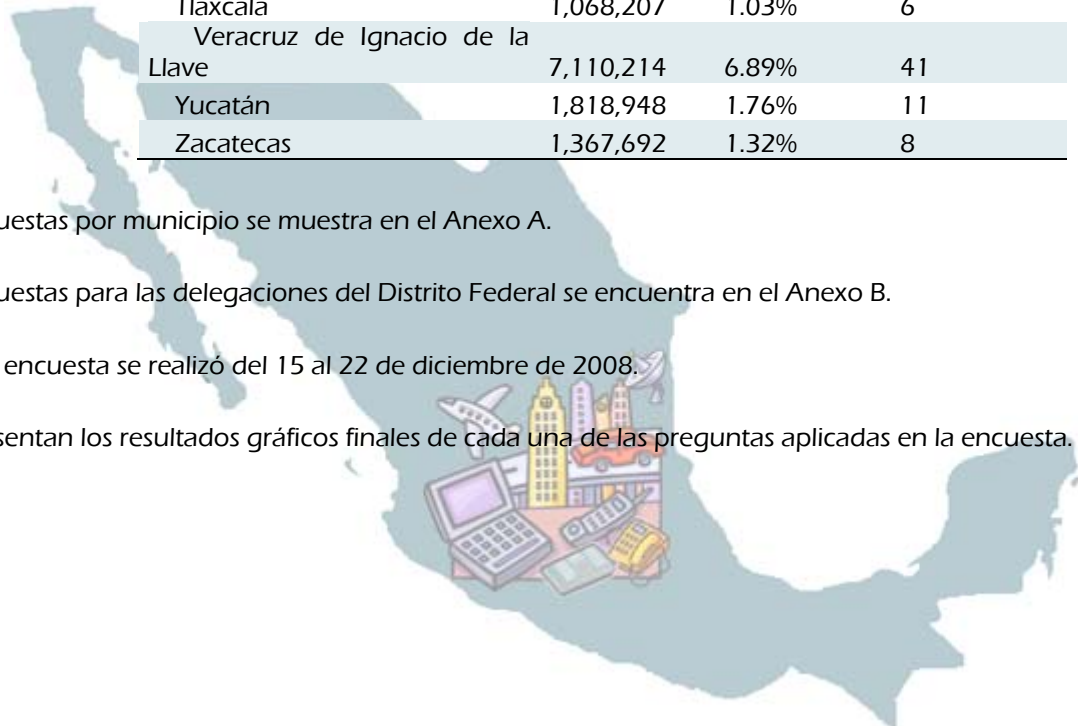 Tlaxcala 1,068,207 1.03% 6
Veracruz de Ignacio de la
Llave 7,110,214 6.89% 41
Yucatán 1,818,948 1.76% 11
Zacatecas 1,367,692 1.32% 8
uestas por municipio se muestra en el Anexo A.
uestas para las delegaciones del Distrito Federal se encuentra en el Anexo B.
encuesta se realizó del 15 al 22 de diciembre de 2008.
sentan los resultados gráficos finales de cada una de las preguntas aplicadas en la encuesta.